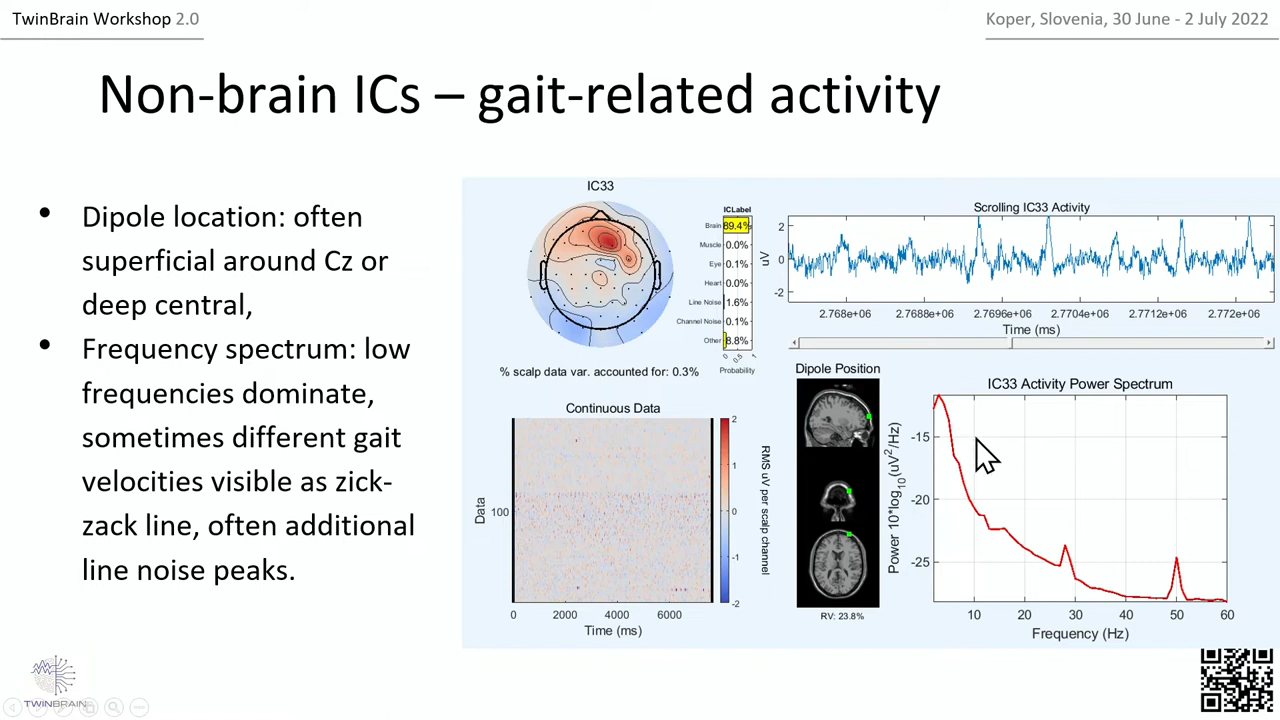 TwinBrain Workshop 2.0
Koper, Slovenia, 30 June - 2 July 2022
Non-brain ICs – gait-related activity
• Dipole location: often
superficial around Cz or
deep central,
• Frequency spectrum: low
frequencies dominate,
sometimes different gait
velocities visible as zick-
zack line, often additional
line noise peaks.
IC33
ICLabel
Brain 89.4%
Muscle 0.0%
Eye 0.1%
Heart 0.0%
Line Noise 1.6%
Channel Noise 0.1%
Other 8.8%
0 0.5 1
Probability
% scalp data var. accounted for: 0.3%
Scrolling IC33 Activity
uV
2
0
-2
2.768e+06 2.7688e+06 2.7696e+06 2.7704e+06 2.7712e+06 2.772e+06
Time (ms)
Continuous Data
Data
100
0 2000 4000 6000
Time (ms)
2
1
0
-1
-2
RMS uV per scalp channel
Dipole Position
RV: 23.8%
IC33 Activity Power Spectrum
Power 10*log10(uV2/Hz)
-15
-20
-25
10 20 30 40 50 60
Frequency (Hz)
TWINBRAIN